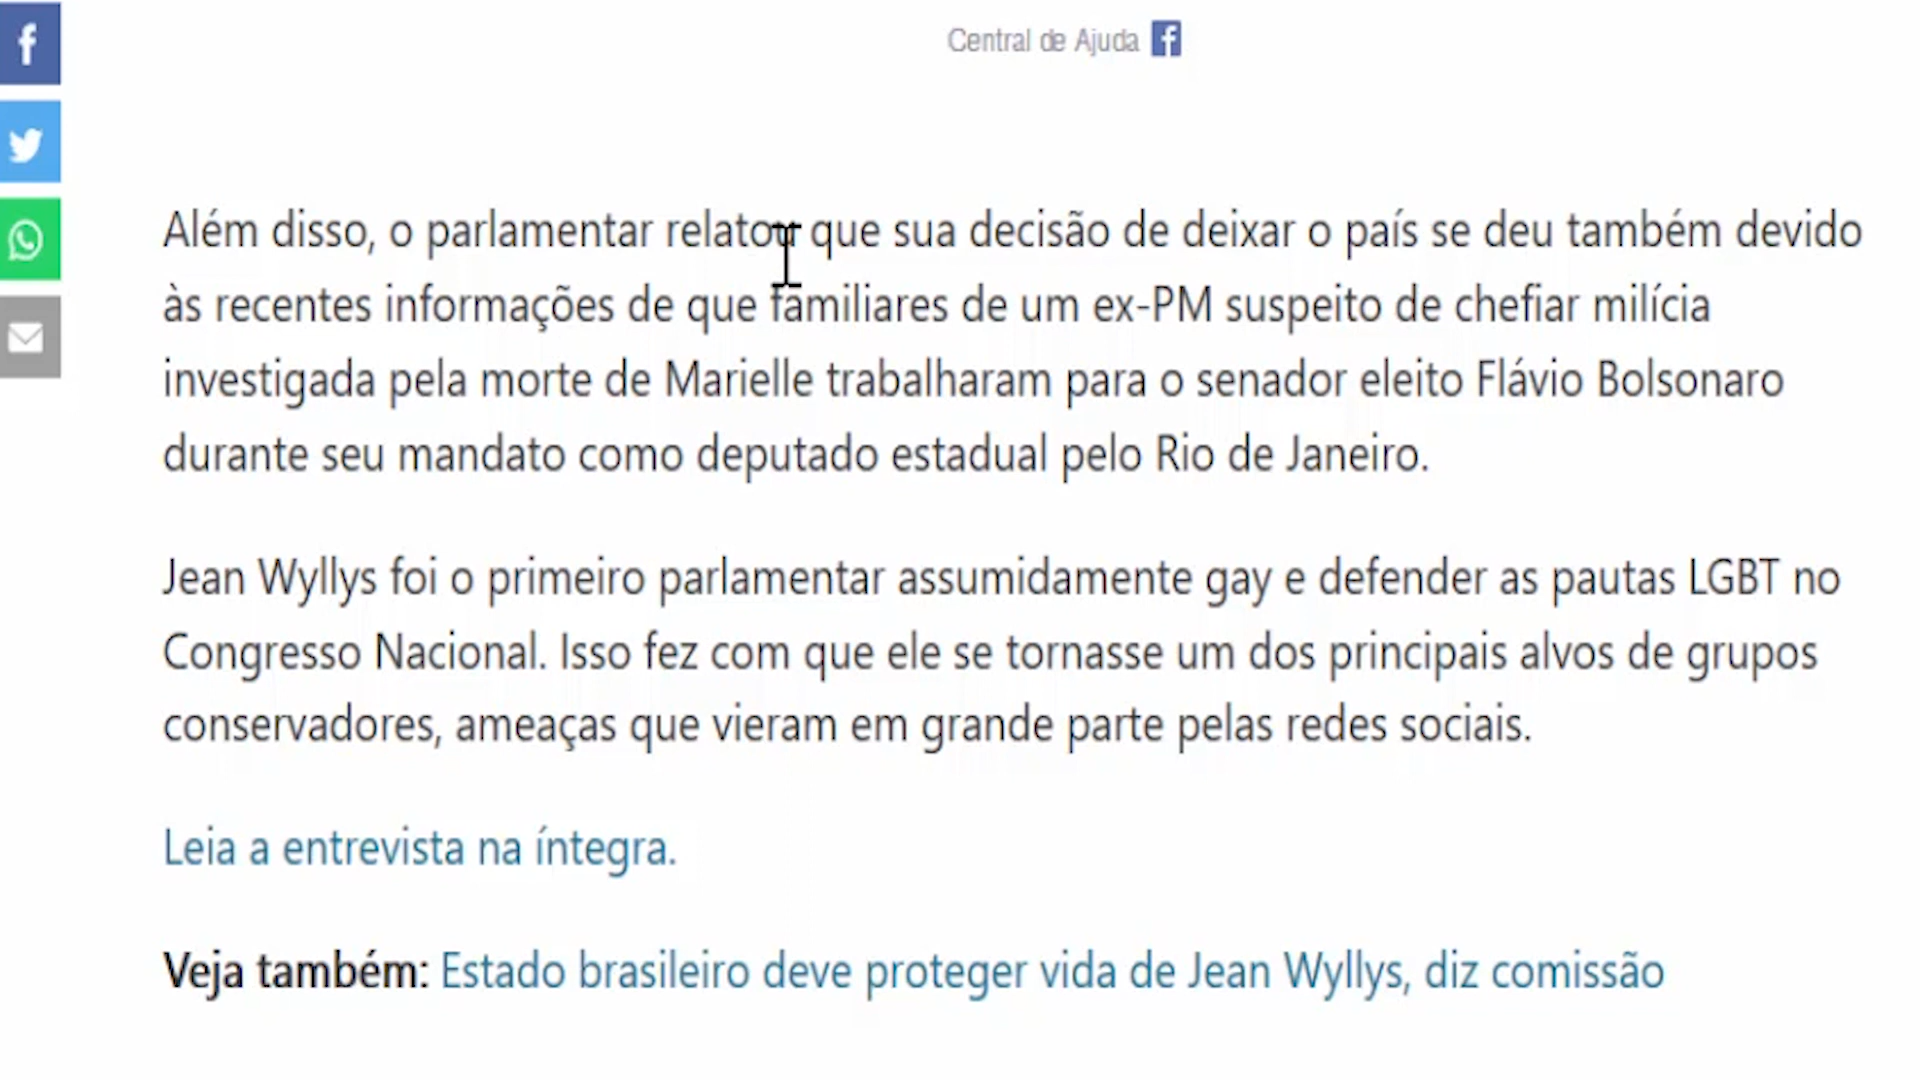 Central de Ajuda
Além disso, o parlamentar relatou que sua decisão de deixar o país se deu também devido
às recentes informações de que familiares de um ex-PM suspeito de chefiar milícia
investigada pela morte de Marielle trabalharam para o senador eleito Flávio Bolsonaro
durante seu mandato como deputado estadual pelo Rio de Janeiro.
Jean Wyllys foi o primeiro parlamentar assumidamente gay e defender as pautas LGBT no
Congresso Nacional. Isso fez com que ele se tornasse um dos principais alvos de grupos
conservadores, ameaças que vieram em grande parte pelas redes sociais.
Leia a entrevista na íntegra.
Veja também: Estado brasileiro deve proteger vida de Jean Wyllys, diz comissão